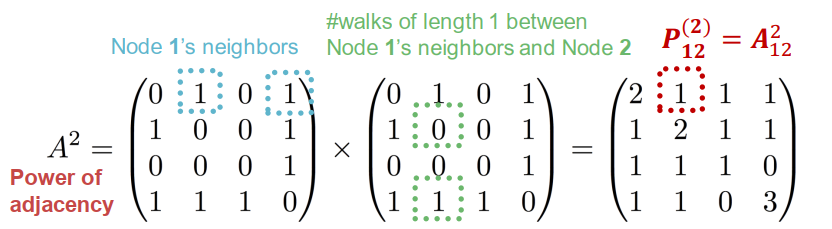 #walks of length 1 between
Node 1's neighbors Node 1's neighbors and Node 2 P₁₂⁽²⁾ = A²₁₂
A² = (0 1 0 1) × (0 1 0 1) = (2 1 1 1)
1 0 0 1 1 0 0 1 1 2 1 1
0 0 0 1 0 0 0 1 1 1 1 0
1 1 1 0 1 1 1 0 1 1 0 3
Power of
adjacency